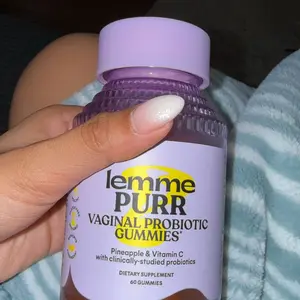 lemme
PURR
VAGINAL PROBIOTIC
GUMMIES*
Pineapple & Vitamin C
with clinically-studied probiotics
DIETARY SUPPLEMENT
60 GUMMIES